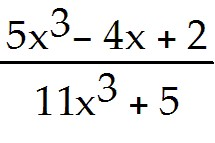 5x³– 4x + 2
11x³ + 5